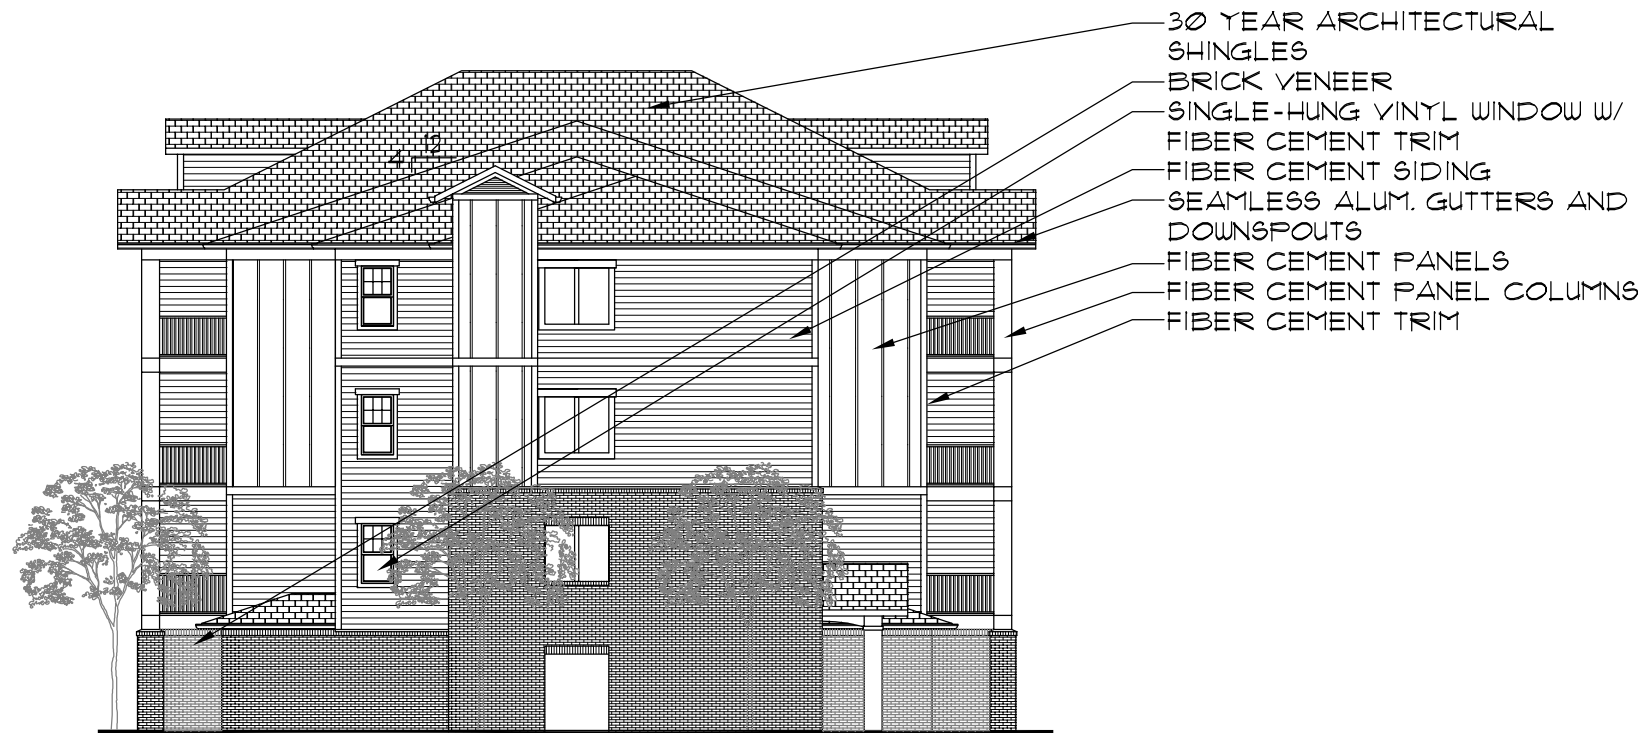 30 YEAR ARCHITECTURAL
SHINGLES
BRICK VENEER
SINGLE-HUNG VINYL WINDOW W/
FIBER CEMENT TRIM
FIBER CEMENT SIDING
SEAMLESS ALUM. GUTTERS AND
DOWNSPOUTS
FIBER CEMENT PANELS
FIBER CEMENT PANEL COLUMNS
FIBER CEMENT TRIM
12
4